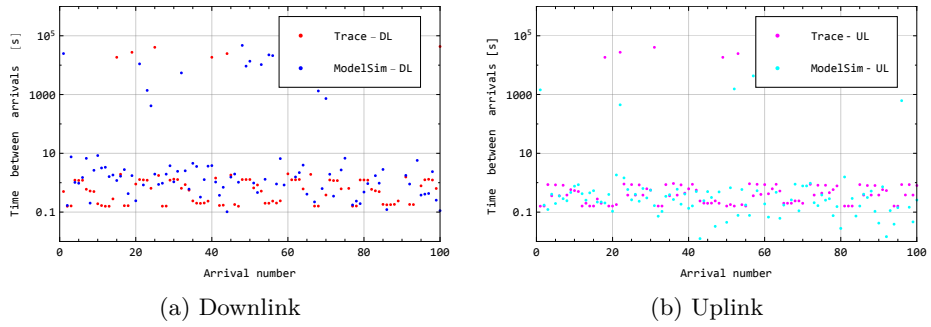 10^5
1000
10
0.1
Time between arrivals [s]
Trace – DL
ModelSim – DL
0 20 40 60 80 100
Arrival number
(a) Downlink
10^5
1000
10
0.1
Time between arrivals [s]
Trace - UL
ModelSim - UL
0 20 40 60 80 100
Arrival number
(b) Uplink